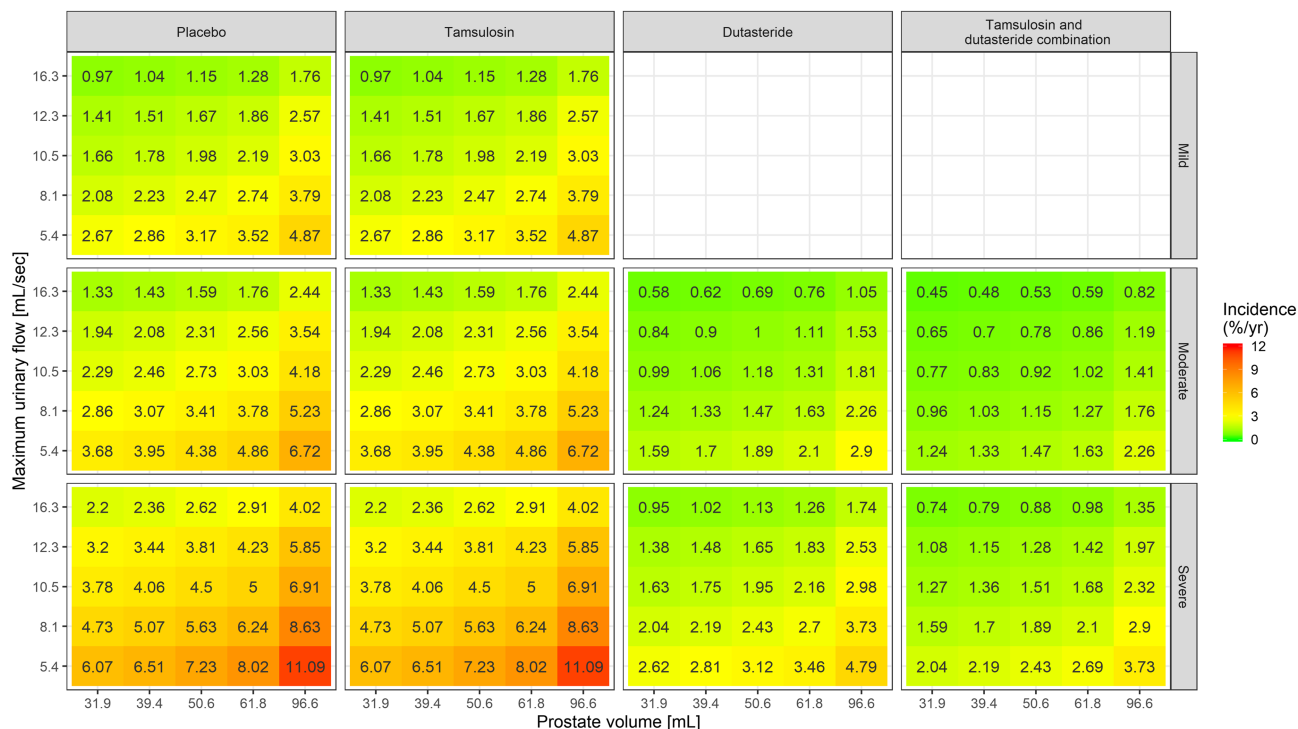 Placebo Tamsulosin Dutasteride Tamsulosin and
dutasteride combination
Maximum urinary flow [mL/sec]
16.3 0.97 1.04 1.15 1.28 1.76 0.97 1.04 1.15 1.28 1.76
12.3 1.41 1.51 1.67 1.86 2.57 1.41 1.51 1.67 1.86 2.57
10.5 1.66 1.78 1.98 2.19 3.03 1.66 1.78 1.98 2.19 3.03
8.1 2.08 2.23 2.47 2.74 3.79 2.08 2.23 2.47 2.74 3.79
5.4 2.67 2.86 3.17 3.52 4.87 2.67 2.86 3.17 3.52 4.87
Mild
16.3 1.33 1.43 1.59 1.76 2.44 1.33 1.43 1.59 1.76 2.44 0.58 0.62 0.69 0.76 1.05 0.45 0.48 0.53 0.59 0.82
12.3 1.94 2.08 2.31 2.56 3.54 1.94 2.08 2.31 2.56 3.54 0.84 0.9 1 1.11 1.53 0.65 0.7 0.78 0.86 1.19
10.5 2.29 2.46 2.73 3.03 4.18 2.29 2.46 2.73 3.03 4.18 0.99 1.06 1.18 1.31 1.81 0.77 0.83 0.92 1.02 1.41
8.1 2.86 3.07 3.41 3.78 5.23 2.86 3.07 3.41 3.78 5.23 1.24 1.33 1.47 1.63 2.26 0.96 1.03 1.15 1.27 1.76
5.4 3.68 3.95 4.38 4.86 6.72 3.68 3.95 4.38 4.86 6.72 1.59 1.7 1.89 2.1 2.9 1.24 1.33 1.47 1.63 2.26
Moderate
16.3 2.2 2.36 2.62 2.91 4.02 2.2 2.36 2.62 2.91 4.02 0.95 1.02 1.13 1.26 1.74 0.74 0.79 0.88 0.98 1.35
12.3 3.2 3.44 3.81 4.23 5.85 3.2 3.44 3.81 4.23 5.85 1.38 1.48 1.65 1.83 2.53 1.08 1.15 1.28 1.42 1.97
10.5 3.78 4.06 4.5 5 6.91 3.78 4.06 4.5 5 6.91 1.63 1.75 1.95 2.16 2.98 1.27 1.36 1.51 1.68 2.32
8.1 4.73 5.07 5.63 6.24 8.63 4.73 5.07 5.63 6.24 8.63 2.04 2.19 2.43 2.7 3.73 1.59 1.7 1.89 2.1 2.9
5.4 6.07 6.51 7.23 8.02 11.09 6.07 6.51 7.23 8.02 11.09 2.62 2.81 3.12 3.46 4.79 2.04 2.19 2.43 2.69 3.73
Severe
31.9 39.4 50.6 61.8 96.6 31.9 39.4 50.6 61.8 96.6 31.9 39.4 50.6 61.8 96.6 31.9 39.4 50.6 61.8 96.6
Prostate volume [mL]
Incidence
(%/yr)
12
9
6
3
0